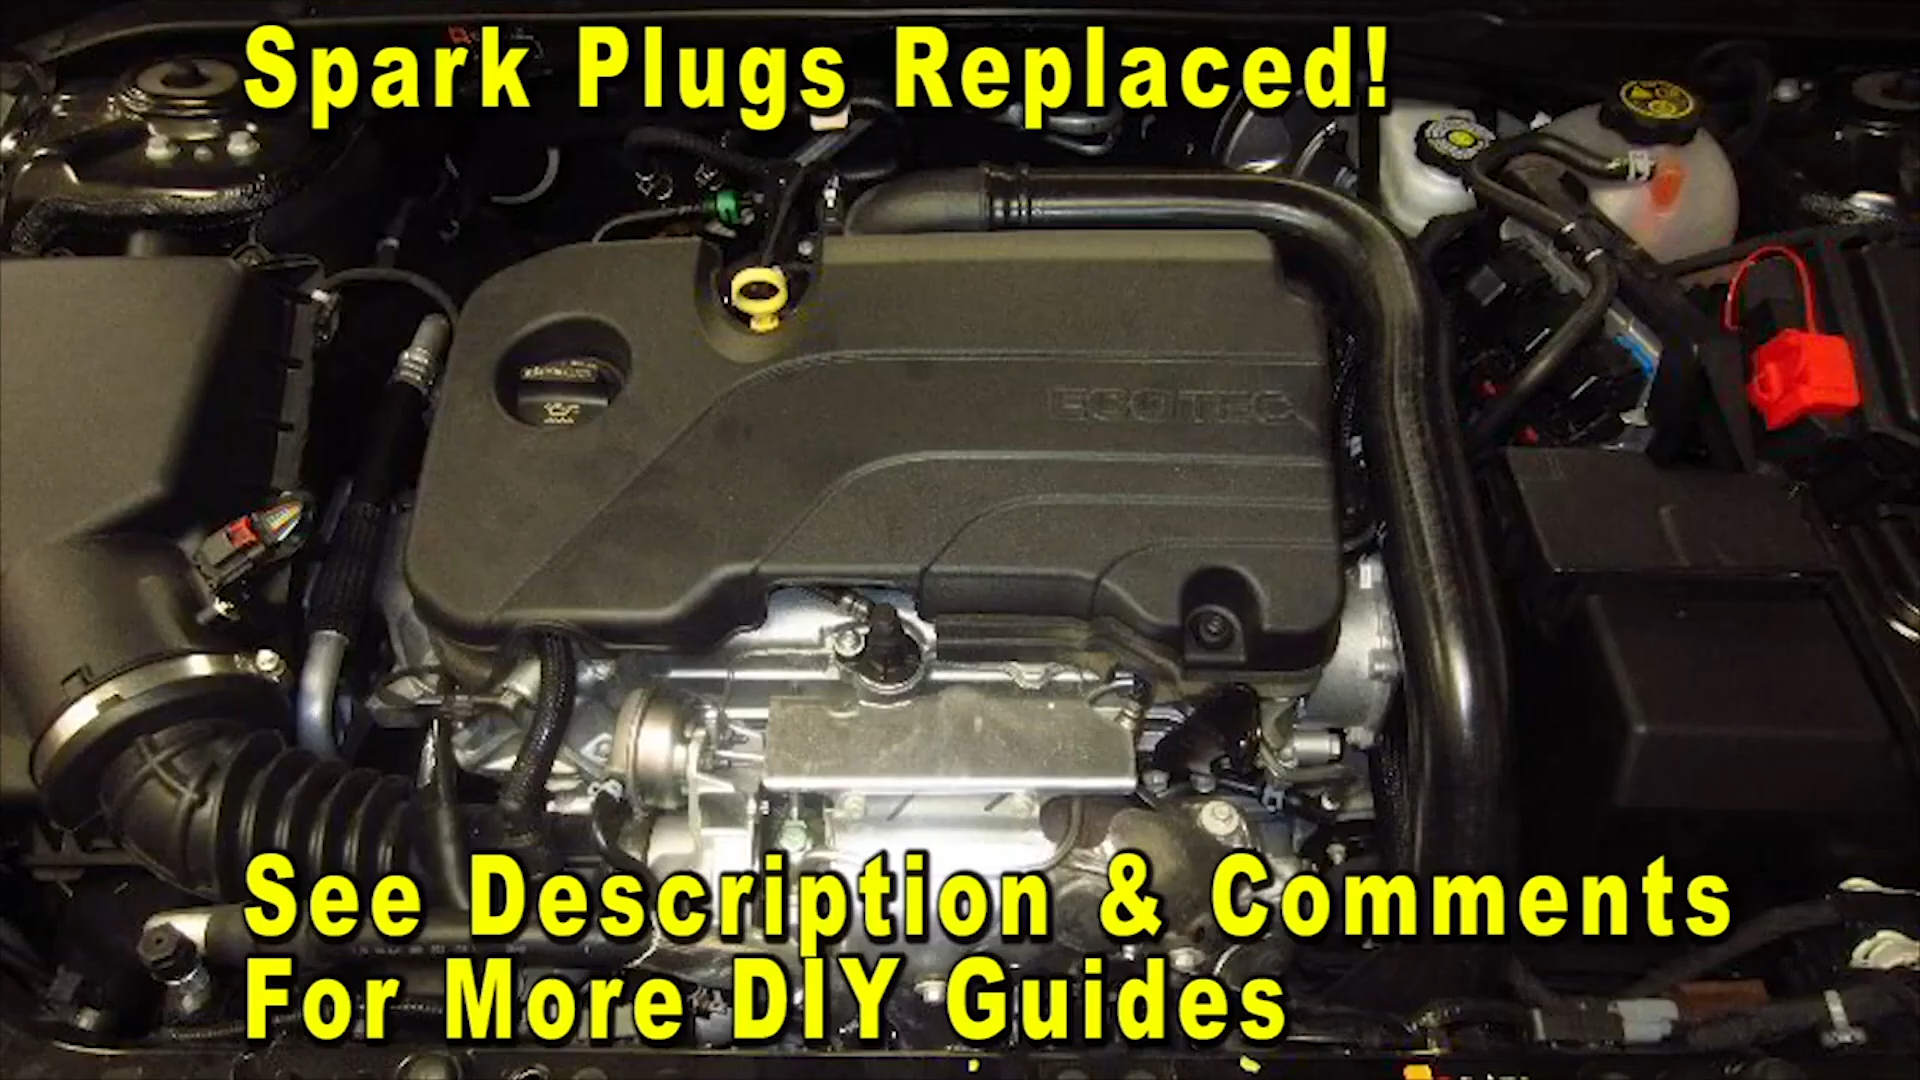 Spark Plugs Replaced!
ECOTEC
See Description & Comments
For More DIY Guides